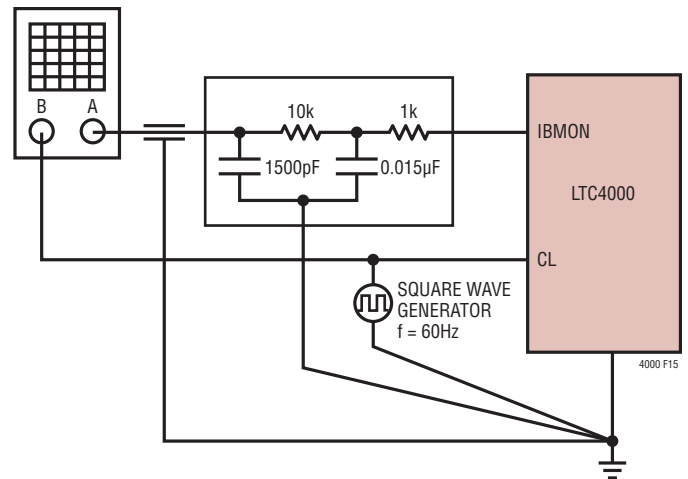 B
A
10k
1k
1500pF
0.015µF
IBMON
LTC4000
CL
SQUARE WAVE
GENERATOR
f = 60Hz
4000 F15